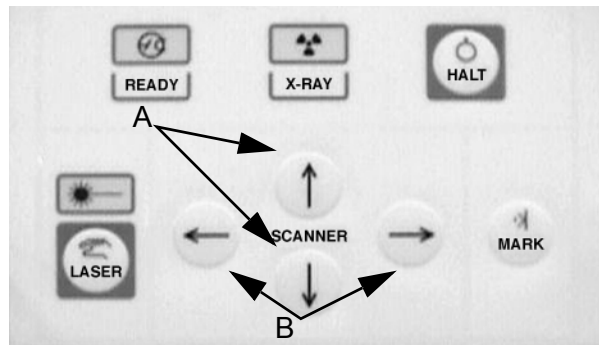 READY
X-RAY
HALT
A
SCANNER
LASER
MARK
B